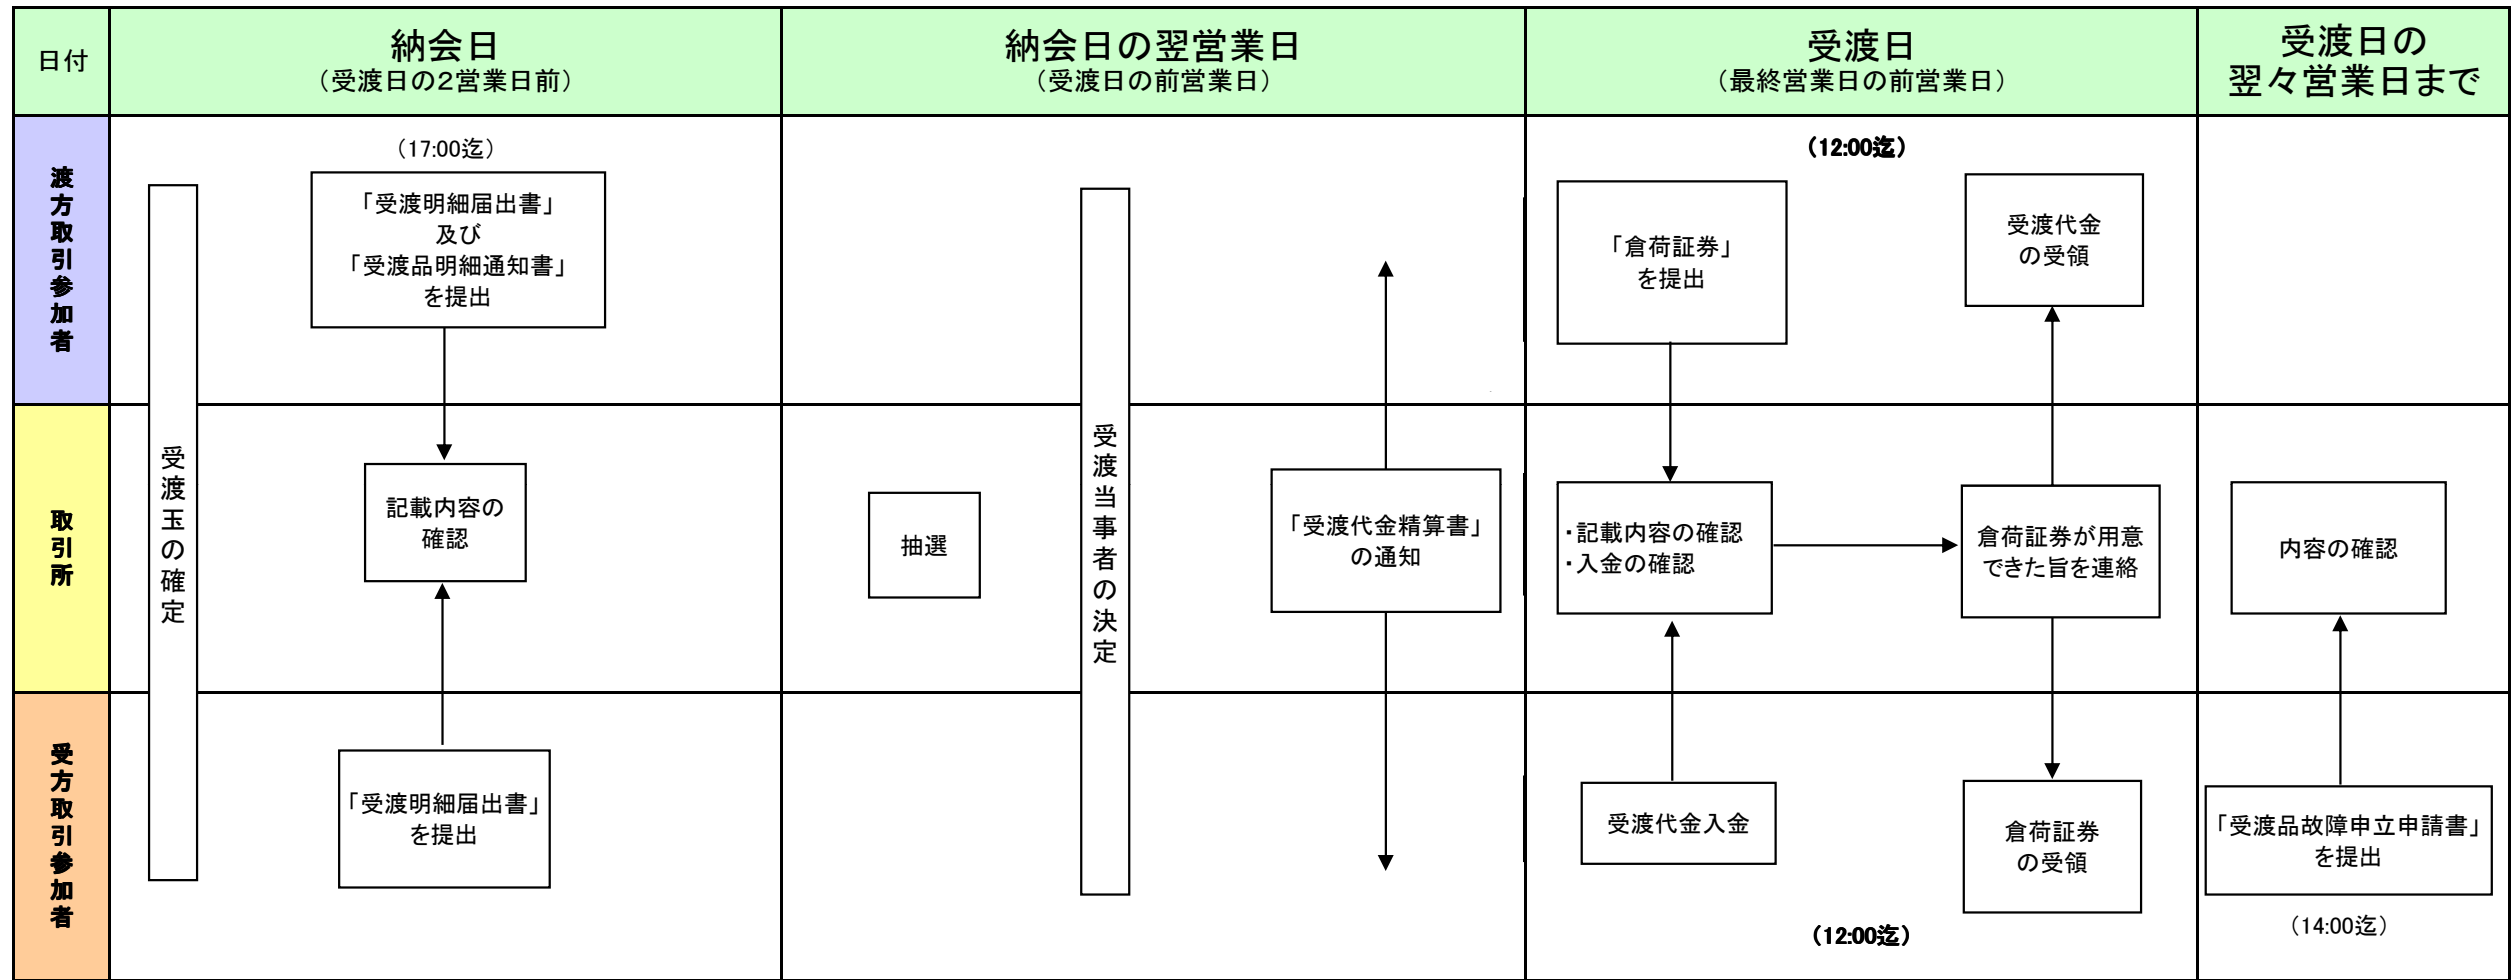 日付
納会日
（受渡日の2営業日前）
納会日の翌営業日
（受渡日の前営業日）
受渡日
（最終営業日の前営業日）
受渡日の
翌々営業日まで
渡方取引参加者
受渡玉の確定
（17:00迄）
「受渡明細届出書」
及び
「受渡品明細通知書」
を提出
受渡当事者の決定
（12:00迄）
「倉荷証券」
を提出
受渡代金
の受領
取引所
記載内容の
確認
抽選
「受渡代金精算書」
の通知
・記載内容の確認
・入金の確認
倉荷証券が用意
できた旨を連絡
内容の確認
受方取引参加者
「受渡明細届出書」
を提出
受渡代金入金
倉荷証券
の受領
（12:00迄）
「受渡品故障申立申請書」
を提出
（14:00迄）